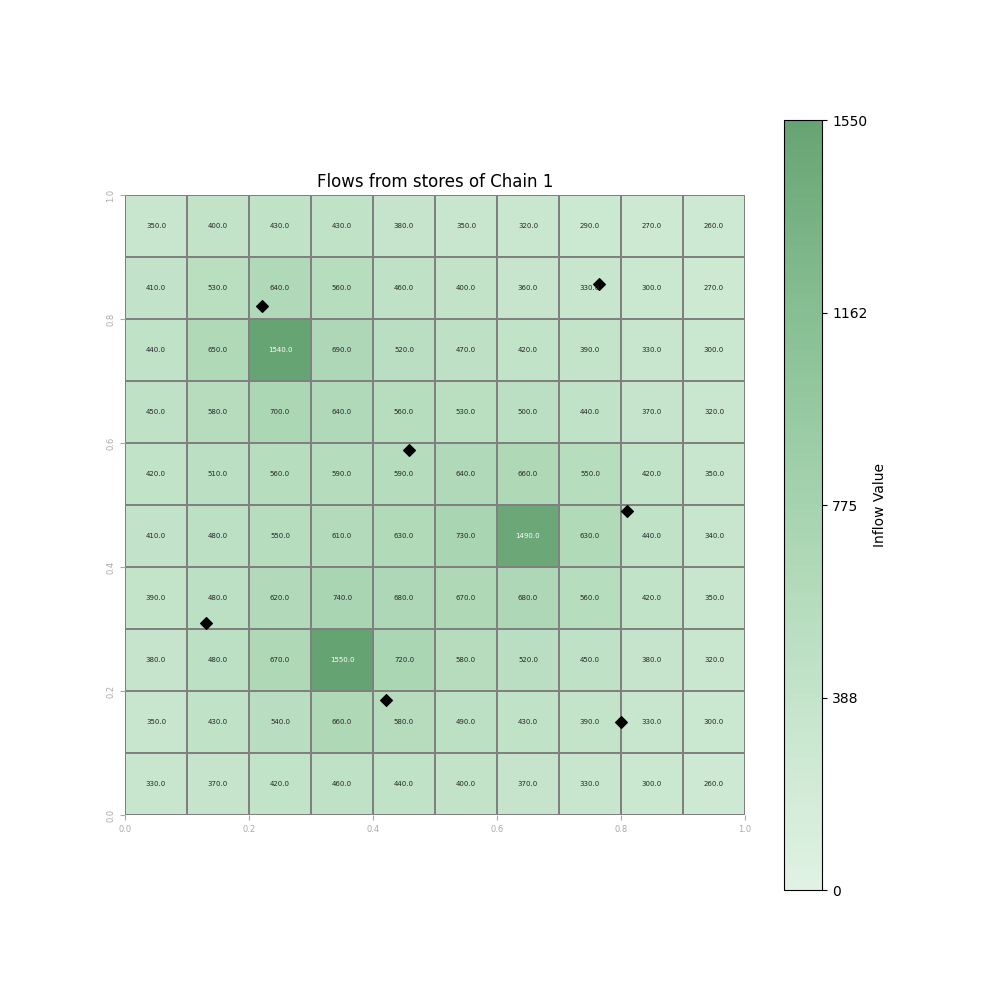 Flows from stores of Chain 1
1.0
350.0 400.0 430.0 430.0 380.0 350.0 320.0 290.0 270.0 260.0
410.0 530.0 640.0 560.0 460.0 400.0 360.0 330.0 300.0 270.0
0.8
440.0 650.0 1540.0 690.0 520.0 470.0 420.0 390.0 330.0 300.0
450.0 580.0 700.0 640.0 560.0 530.0 500.0 440.0 370.0 320.0
0.6
420.0 510.0 560.0 590.0 590.0 640.0 660.0 550.0 420.0 350.0
410.0 480.0 550.0 610.0 630.0 730.0 1490.0 630.0 440.0 340.0
0.4
390.0 480.0 620.0 740.0 680.0 670.0 680.0 560.0 420.0 350.0
380.0 480.0 670.0 1550.0 720.0 580.0 520.0 450.0 380.0 320.0
0.2
350.0 430.0 540.0 660.0 580.0 490.0 430.0 390.0 330.0 300.0
330.0 370.0 420.0 460.0 440.0 400.0 370.0 330.0 300.0 260.0
0.0
0.0 0.2 0.4 0.6 0.8 1.0
1550
1162
775
388
0
Inflow Value